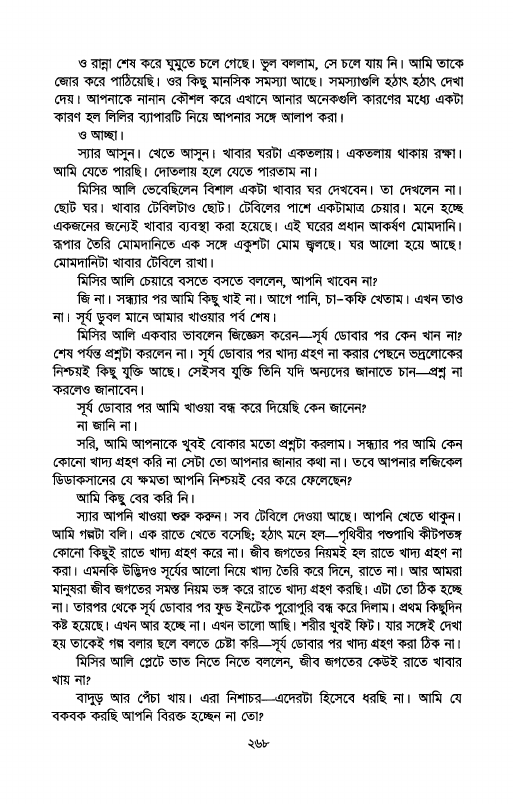 ও রান্না শেষ করে ঘুমুতে চলে গেছে। ভুল বললাম, সে চলে যায় নি। আমি তাকে
জোর করে পাঠিয়েছি। ওর কিছু মানসিক সমস্যা আছে। সমস্যাগুলি হঠাৎ হঠাৎ দেখা
দেয়। আপনাকে নানান কৌশল করে এখানে আনার অনেকগুলি কারণের মধ্যে একটা
কারণ হল লিলির ব্যাপারটি নিয়ে আপনার সঙ্গে আলাপ করা।
ও আচ্ছা।
স্যার আসুন। খেতে আসুন। খাবার ঘরটা একতলায়। একতলায় থাকায় রক্ষা।
আমি যেতে পারছি। দোতলায় হলে যেতে পারতাম না।
মিসির আলি ভেবেছিলেন বিশাল একটা খাবার ঘর দেখবেন। তা দেখলেন না।
ছোট ঘর। খাবার টেবিলটাও ছোট। টেবিলের পাশে একটামাত্র চেয়ার। মনে হচ্ছে
একজনের জন্যেই খাবার ব্যবস্থা করা হয়েছে। এই ঘরের প্রধান আকর্ষণ মোমদানি।
রূপার তৈরি মোমদানিতে এক সঙ্গে একুশটা মোম জ্বলছে। ঘর আলো হয়ে আছে।
মোমদানিটা খাবার টেবিলে রাখা।
মিসির আলি চেয়ারে বসতে বসতে বললেন, আপনি খাবেন না?
জি না। সন্ধ্যার পর আমি কিছু খাই না। আগে পানি, চা-কফি খেতাম। এখন তাও
না। সূর্য ডুবল মানে আমার খাওয়ার পর্ব শেষ।
মিসির আলি একবার ভাবলেন জিজ্ঞেস করেন—সূর্য ডোবার পর কেন খান না?
শেষ পর্যন্ত প্রশ্নটা করলেন না। সূর্য ডোবার পর খাদ্য গ্রহণ না করার পেছনে ভদ্রলোকের
নিশ্চয়ই কিছু যুক্তি আছে। সেইসব যুক্তি তিনি যদি অন্যদের জানাতে চান—প্রশ্ন না
করলেও জানাবেন।
সূর্য ডোবার পর আমি খাওয়া বন্ধ করে দিয়েছি কেন জানেন?
না জানি না।
সরি, আমি আপনাকে খুবই বোকার মতো প্রশ্নটা করলাম। সন্ধ্যার পর আমি কেন
কোনো খাদ্য গ্রহণ করি না সেটা তো আপনার জানার কথা না। তবে আপনার লজিকেল
ডিডাকসানের যে ক্ষমতা আপনি নিশ্চয়ই বের করে ফেলেছেন?
আমি কিছু বের করি নি।
স্যার আপনি খাওয়া শুরু করুন। সব টেবিলে দেওয়া আছে। আপনি খেতে থাকুন।
আমি গল্পটা বলি। এক রাতে খেতে বসেছি; হঠাৎ মনে হল—পৃথিবীর পশুপাখি কীটপতঙ্গ
কোনো কিছুই রাতে খাদ্য গ্রহণ করে না। জীব জগতের নিয়মই হল রাতে খাদ্য গ্রহণ না
করা। এমনকি উদ্ভিদও সূর্যের আলো নিয়ে খাদ্য তৈরি করে দিনে, রাতে না। আর আমরা
মানুষরা জীব জগতের সমস্ত নিয়ম ভঙ্গ করে রাতে খাদ্য গ্রহণ করছি। এটা তো ঠিক হচ্ছে
না। তারপর থেকে সূর্য ডোবার পর ফুড ইনটেক পুরোপুরি বন্ধ করে দিলাম। প্রথম কিছুদিন
কষ্ট হয়েছে। এখন আর হচ্ছে না। এখন ভালো আছি। শরীর খুবই ফিট। যার সঙ্গেই দেখা
হয় তাকেই গল্প বলার ছলে বলতে চেষ্টা করি—সূর্য ডোবার পর খাদ্য গ্রহণ করা ঠিক না।
মিসির আলি প্লেটে ভাত নিতে নিতে বললেন, জীব জগতের কেউই রাতে খাবার
খায় না?
বাদুড় আর পেঁচা খায়। এরা নিশাচর—এদেরটা হিসেবে ধরছি না। আমি যে
বকবক করছি আপনি বিরক্ত হচ্ছেন না তো?
২৬৮